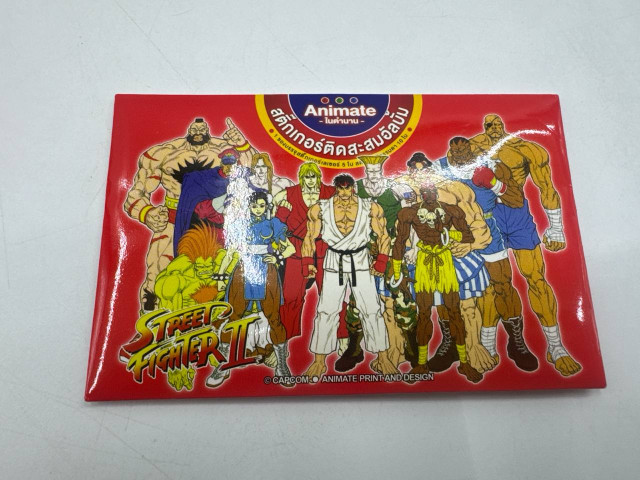 Animate
- ในตำนาน -
สติ๊กเกอร์ติดสะสมอัลบั้ม
STREET
FIGHTER II
© CAPCOM ● ANIMATE PRINT AND DESIGN